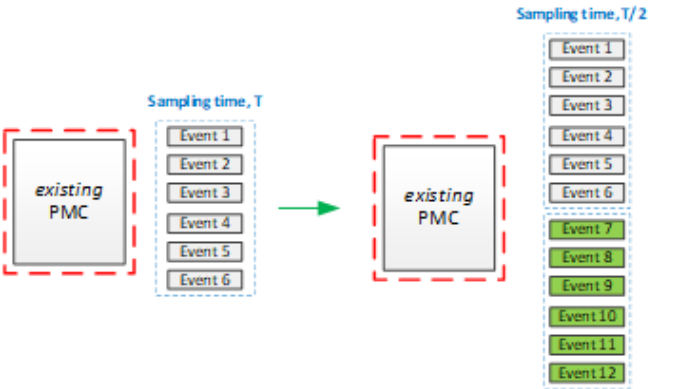 Sampling time, T/2
Event 1
Event 2
Event 3
Event 4
Event 5
Event 6
Event 7
Event 8
Event 9
Event 10
Event 11
Event 12
Sampling time, T
Event 1
Event 2
Event 3
Event 4
Event 5
Event 6
existing
PMC
existing
PMC